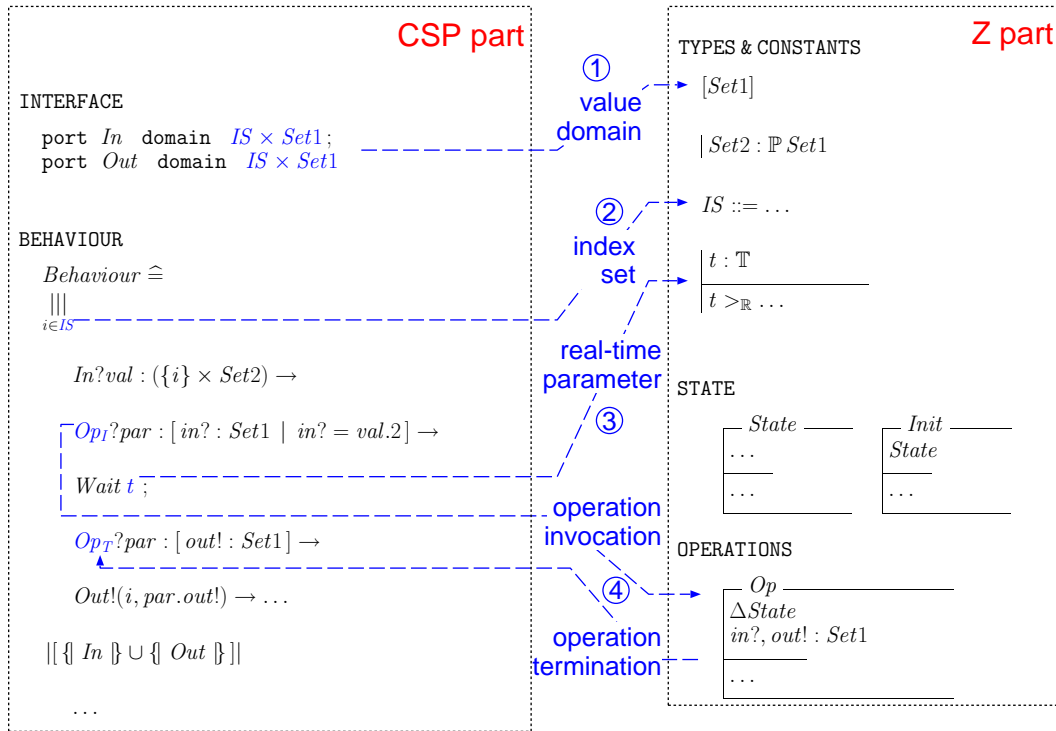 CSP part
INTERFACE
port In domain IS × Set1 ;
port Out domain IS × Set1
BEHAVIOUR
Behaviour ≙
|||
i∈IS
In?val : ({i} × Set2) →
Op_I?par : [ in? : Set1 | in? = val.2 ] →
Wait t ;
Op_T?par : [ out! : Set1 ] →
Out!(i, par.out!) → . . .
|[ {| In |} ∪ {| Out |} ]|
. . .
①
value
domain
②
index
set
real-time
parameter
③
operation
invocation
④
operation
termination
Z part
TYPES & CONSTANTS
[Set1]
Set2 : ℙ Set1
IS ::= . . .
t : 𝕋
t >_ℝ . . .
STATE
State
. . .
. . .
Init
State
. . .
OPERATIONS
Op
ΔState
in?, out! : Set1
. . .